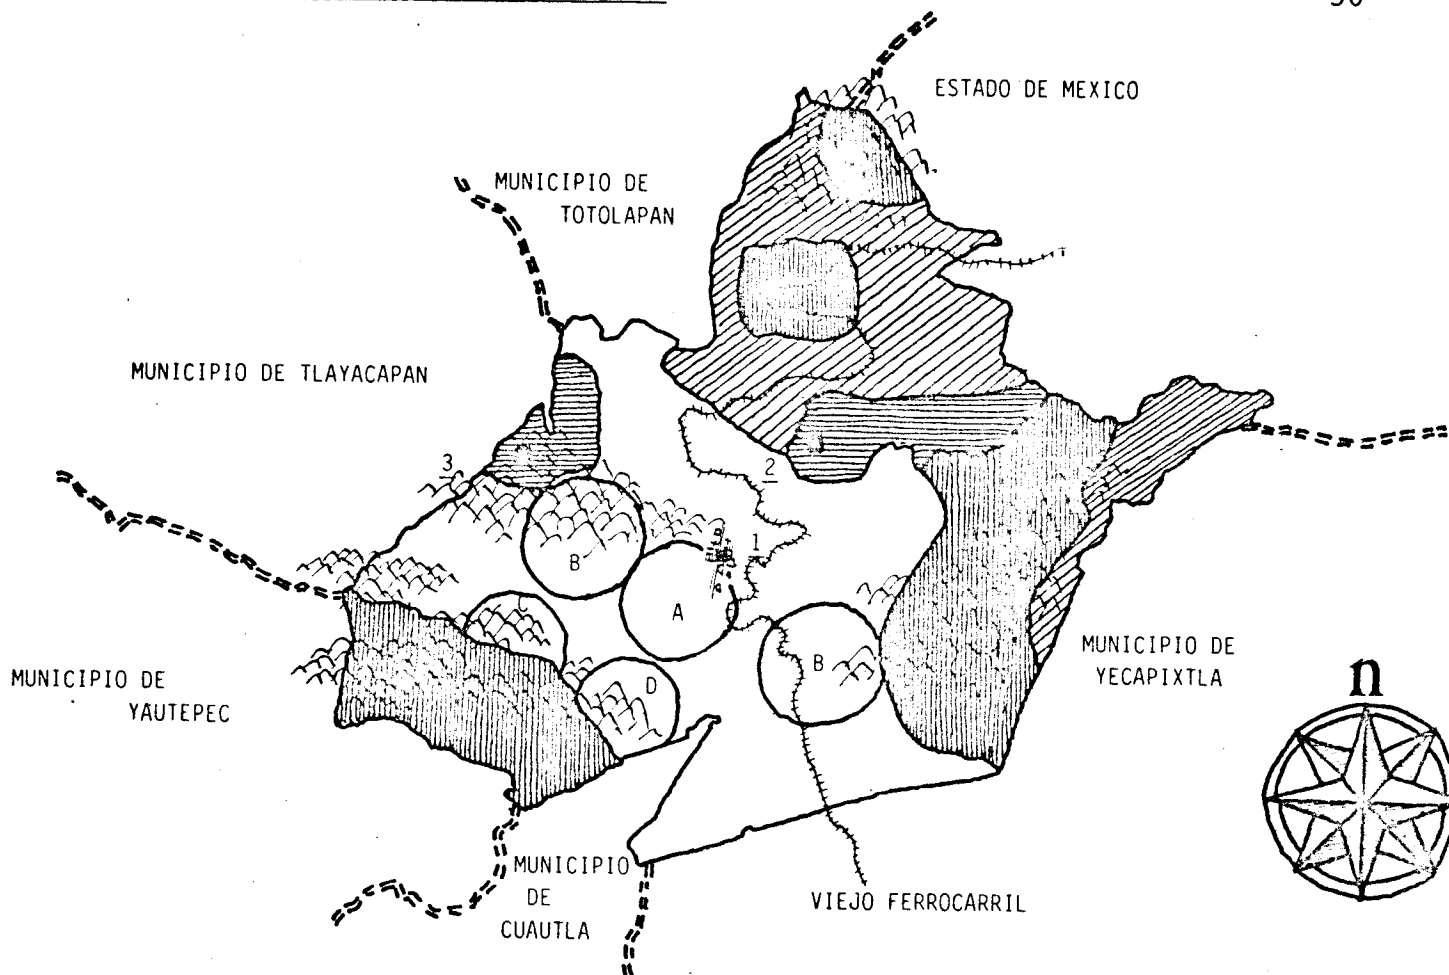 ESTADO DE MEXICO
MUNICIPIO DE
TOTOLAPAN
MUNICIPIO DE TLAYACAPAN
3
2
1
B
C
A
D
B
MUNICIPIO DE
YECAPIXTLA
MUNICIPIO DE
YAUTEPEC
n
MUNICIPIO
DE
CUAUTLA
VIEJO FERROCARRIL